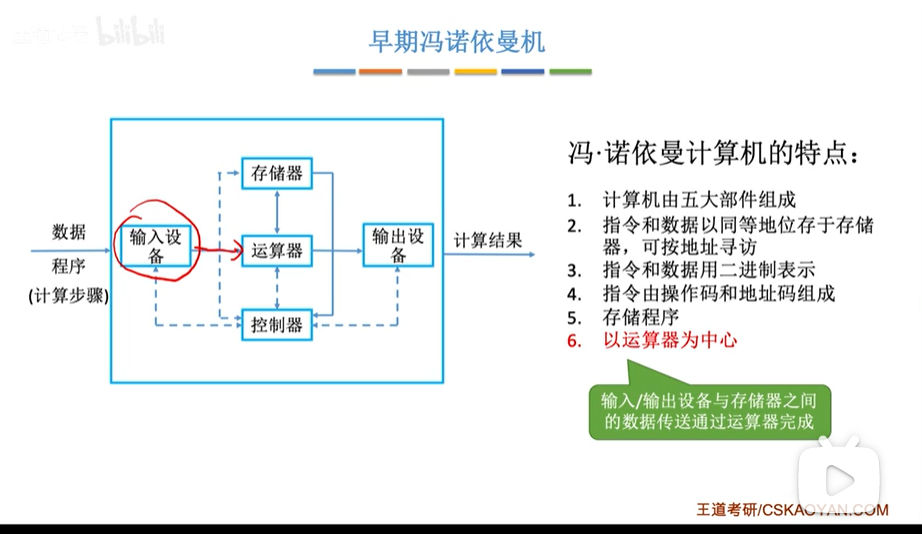 bilibili
早期冯诺依曼机
数据
程序
(计算步骤)
输入设
备
存储器
运算器
控制器
输出设
备
计算结果
冯·诺依曼计算机的特点：
1. 计算机由五大部件组成
2. 指令和数据以同等地位存于存储
器，可按地址寻访
3. 指令和数据用二进制表示
4. 指令由操作码和地址码组成
5. 存储程序
6. 以运算器为中心
输入/输出设备与存储器之间
的数据传送通过运算器完成
王道考研/CSKAOYAN.COM